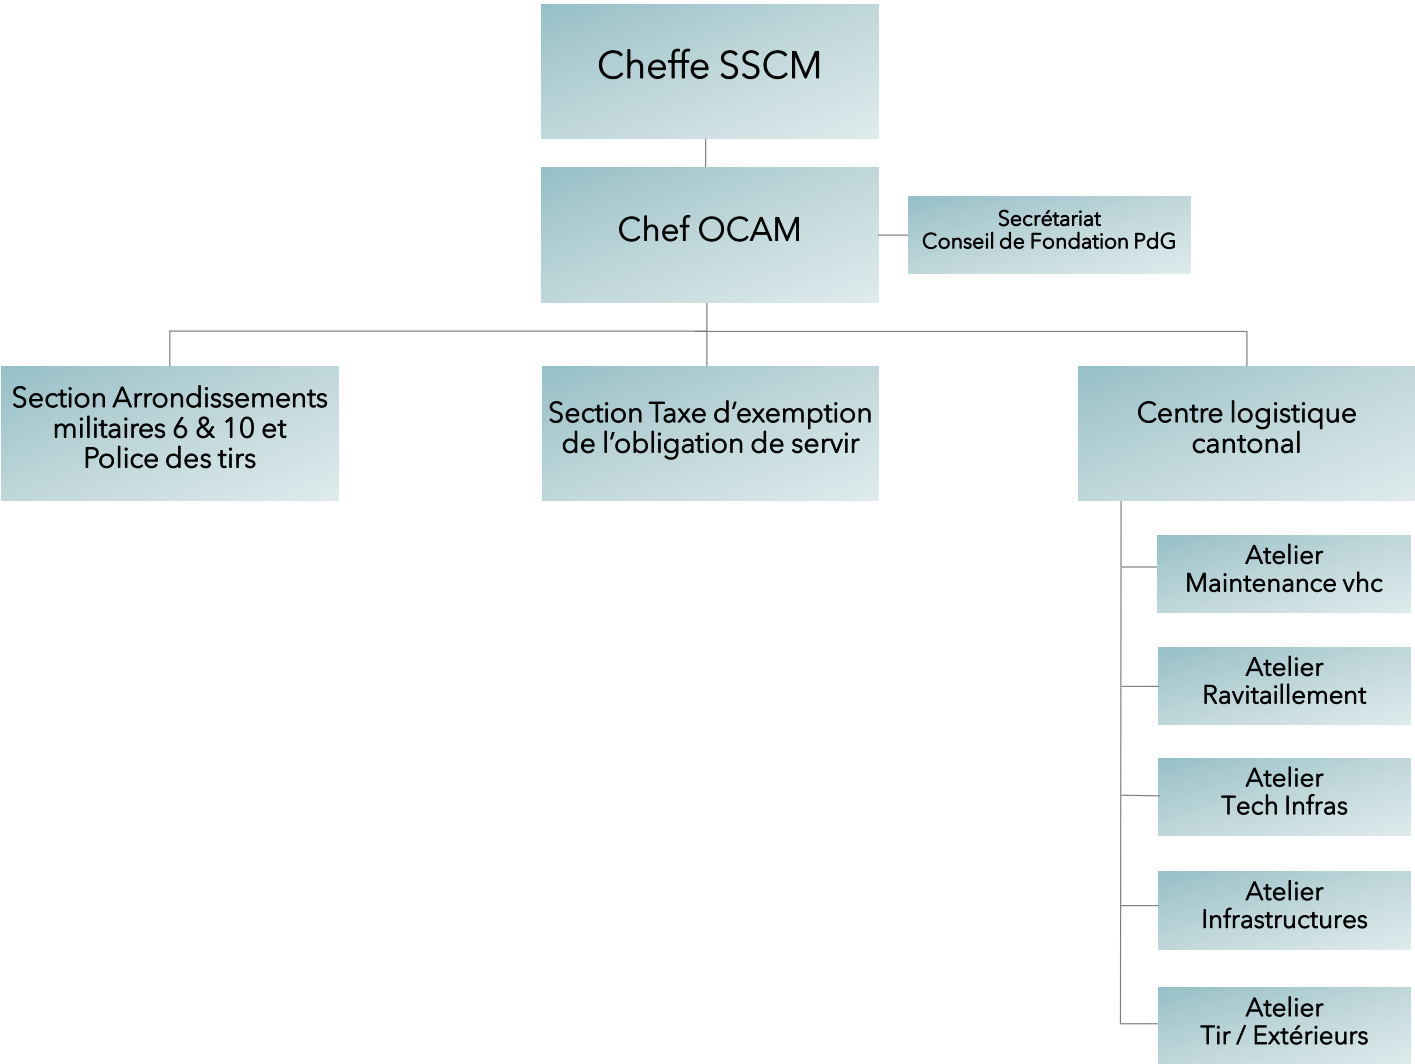 Cheffe SSCM
Chef OCAM
Secrétariat
Conseil de Fondation PdG
Section Arrondissements
militaires 6 & 10 et
Police des tirs
Section Taxe d’exemption
de l’obligation de servir
Centre logistique
cantonal
Atelier
Maintenance vhc
Atelier
Ravitaillement
Atelier
Tech Infras
Atelier
Infrastructures
Atelier
Tir / Extérieurs